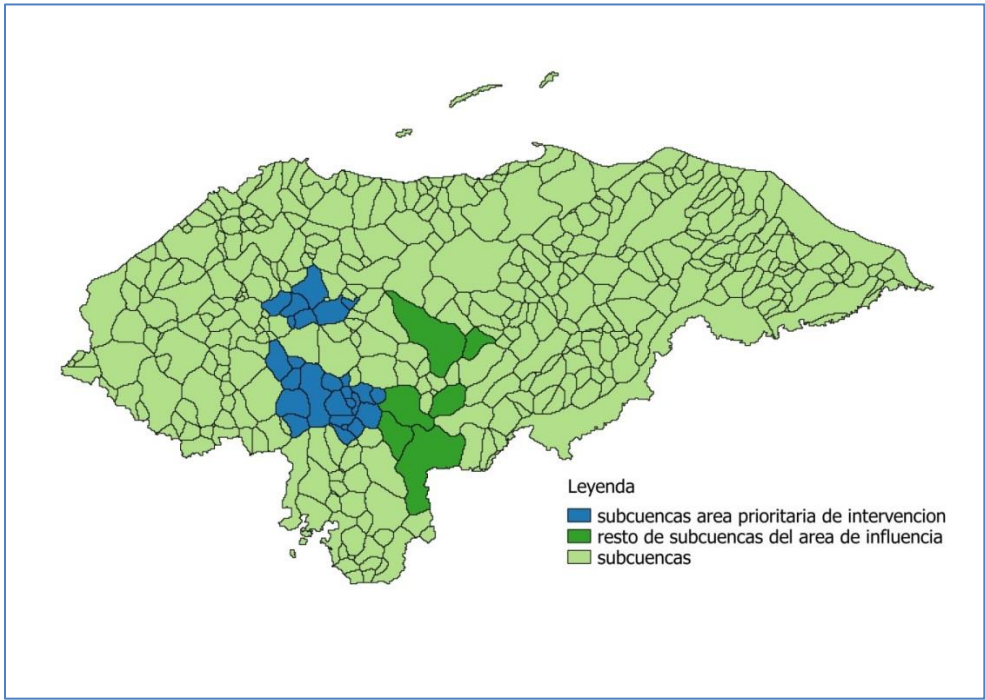 Leyenda
subcuencas area prioritaria de intervencion
resto de subcuencas del area de influencia
subcuencas